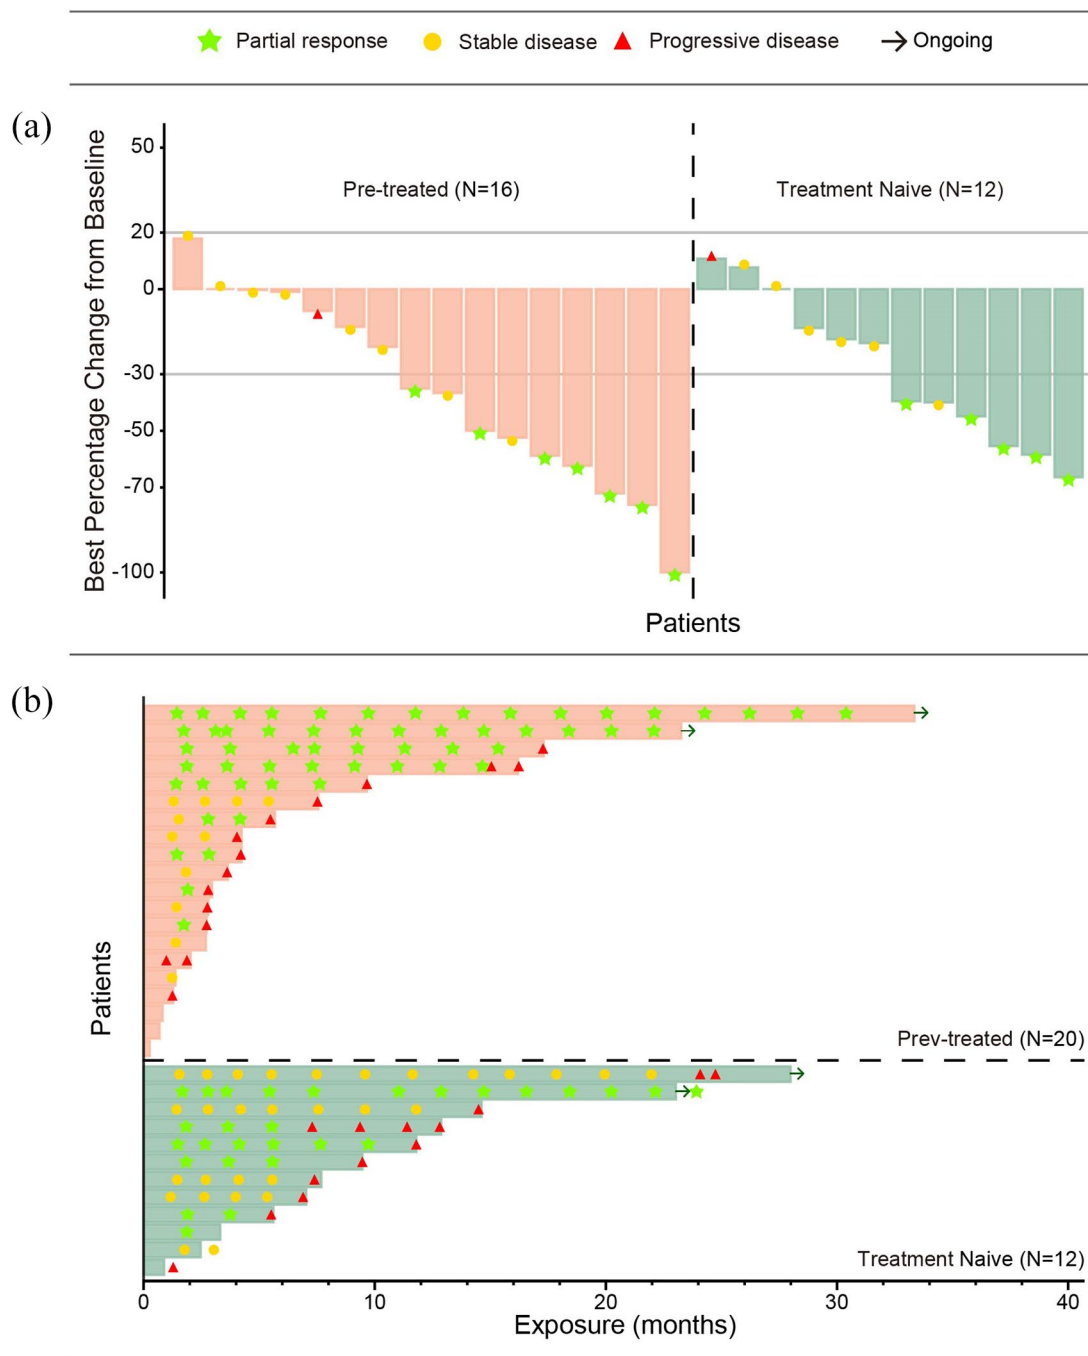 Partial response Stable disease Progressive disease Ongoing
(a)
Best Percentage Change from Baseline
50
20
0
-30
-50
-70
-100
Pre-treated (N=16)
Treatment Naive (N=12)
Patients
(b)
Patients
Prev-treated (N=20)
Treatment Naive (N=12)
0 10 20 30 40
Exposure (months)